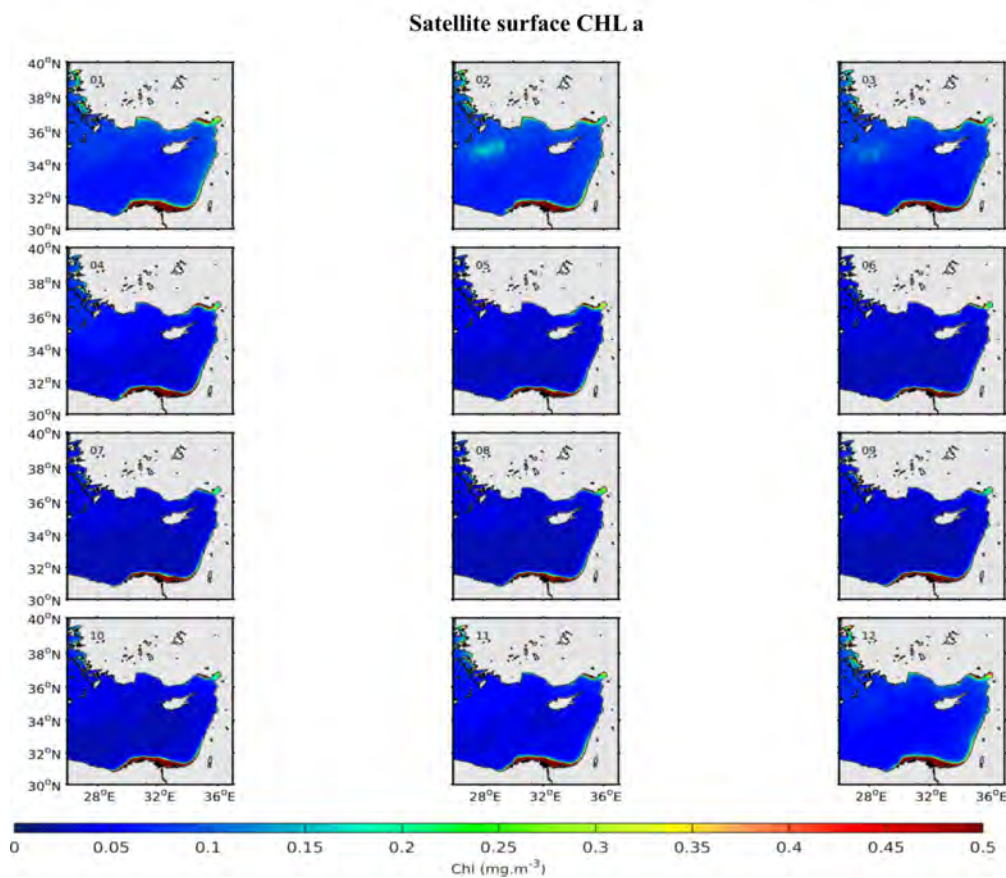 Satellite surface CHL a
40°N
38°N
36°N
34°N
32°N
30°N
01
02
03
40°N
38°N
36°N
34°N
32°N
30°N
04
05
06
40°N
38°N
36°N
34°N
32°N
30°N
07
08
09
40°N
38°N
36°N
34°N
32°N
30°N
10
11
12
28°E 32°E 36°E 28°E 32°E 36°E 28°E 32°E 36°E
0 0.05 0.1 0.15 0.2 0.25 0.3 0.35 0.4 0.45 0.5
Chl (mg.m⁻³)